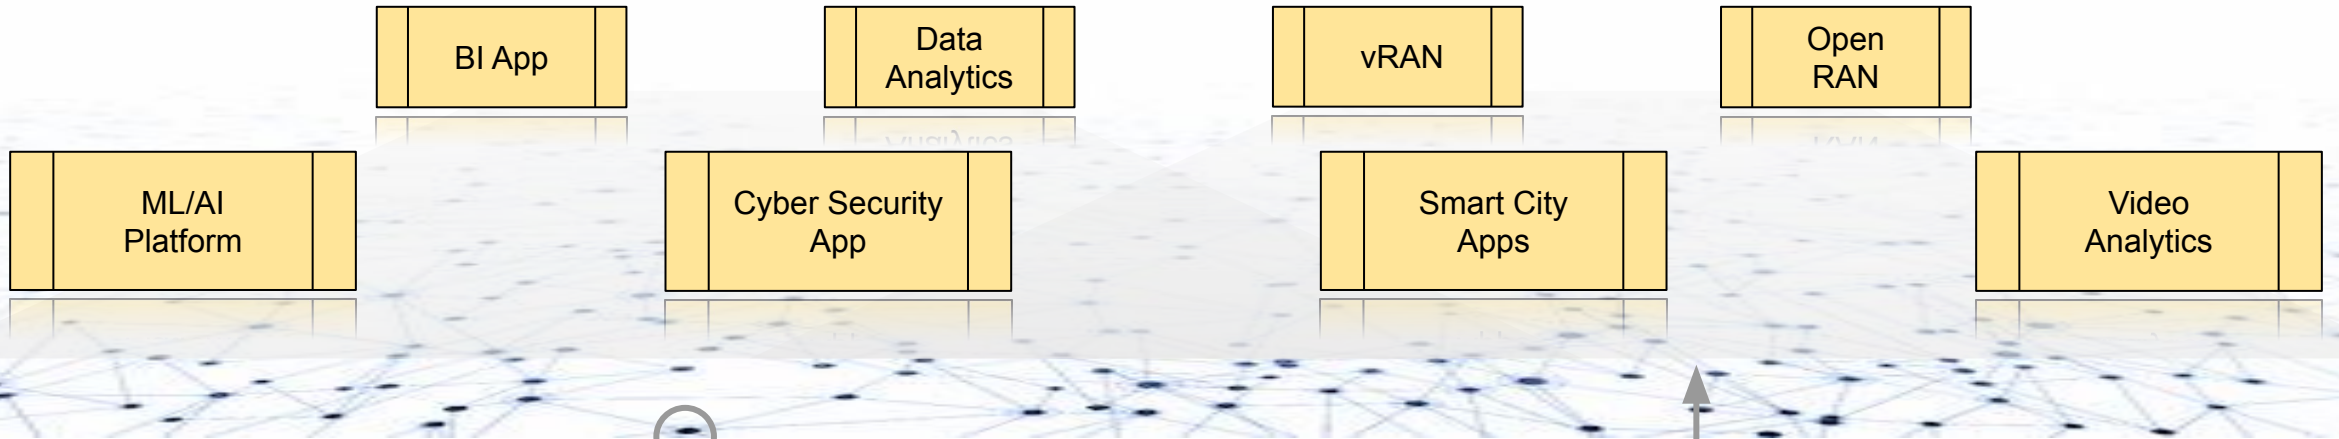 BI App
Data
Analytics
vRAN
Open
RAN
ML/AI
Platform
Cyber Security
App
Smart City
Apps
Video
Analytics